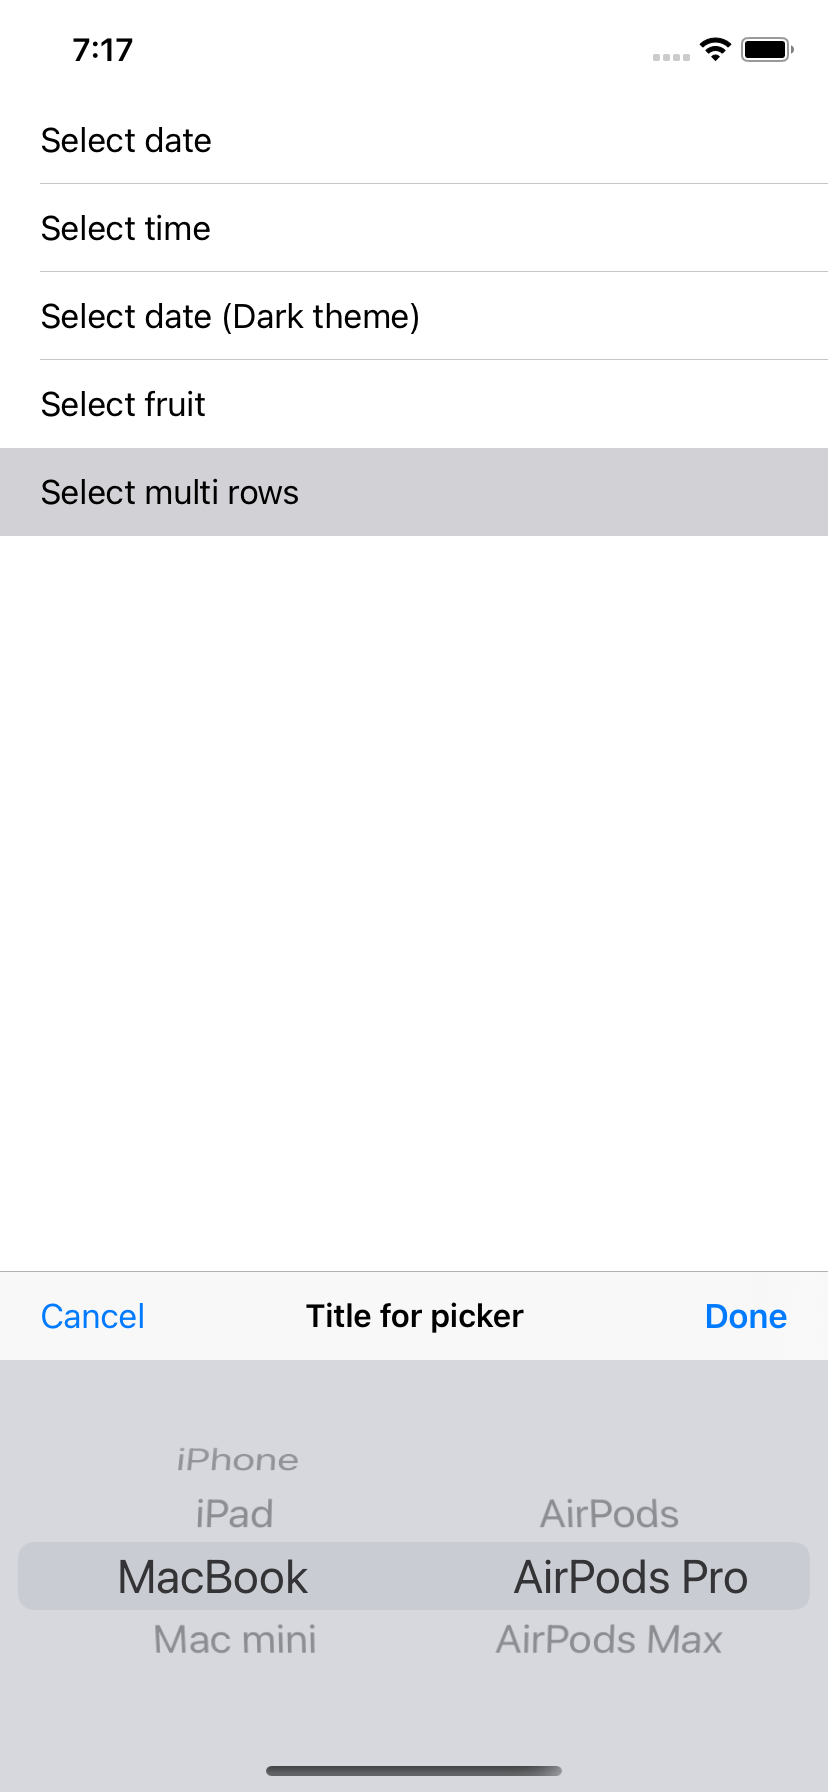 7:17
Select date
Select time
Select date (Dark theme)
Select fruit
Select multi rows
Cancel Title for picker Done
iPhone
iPad AirPods
MacBook AirPods Pro
Mac mini AirPods Max